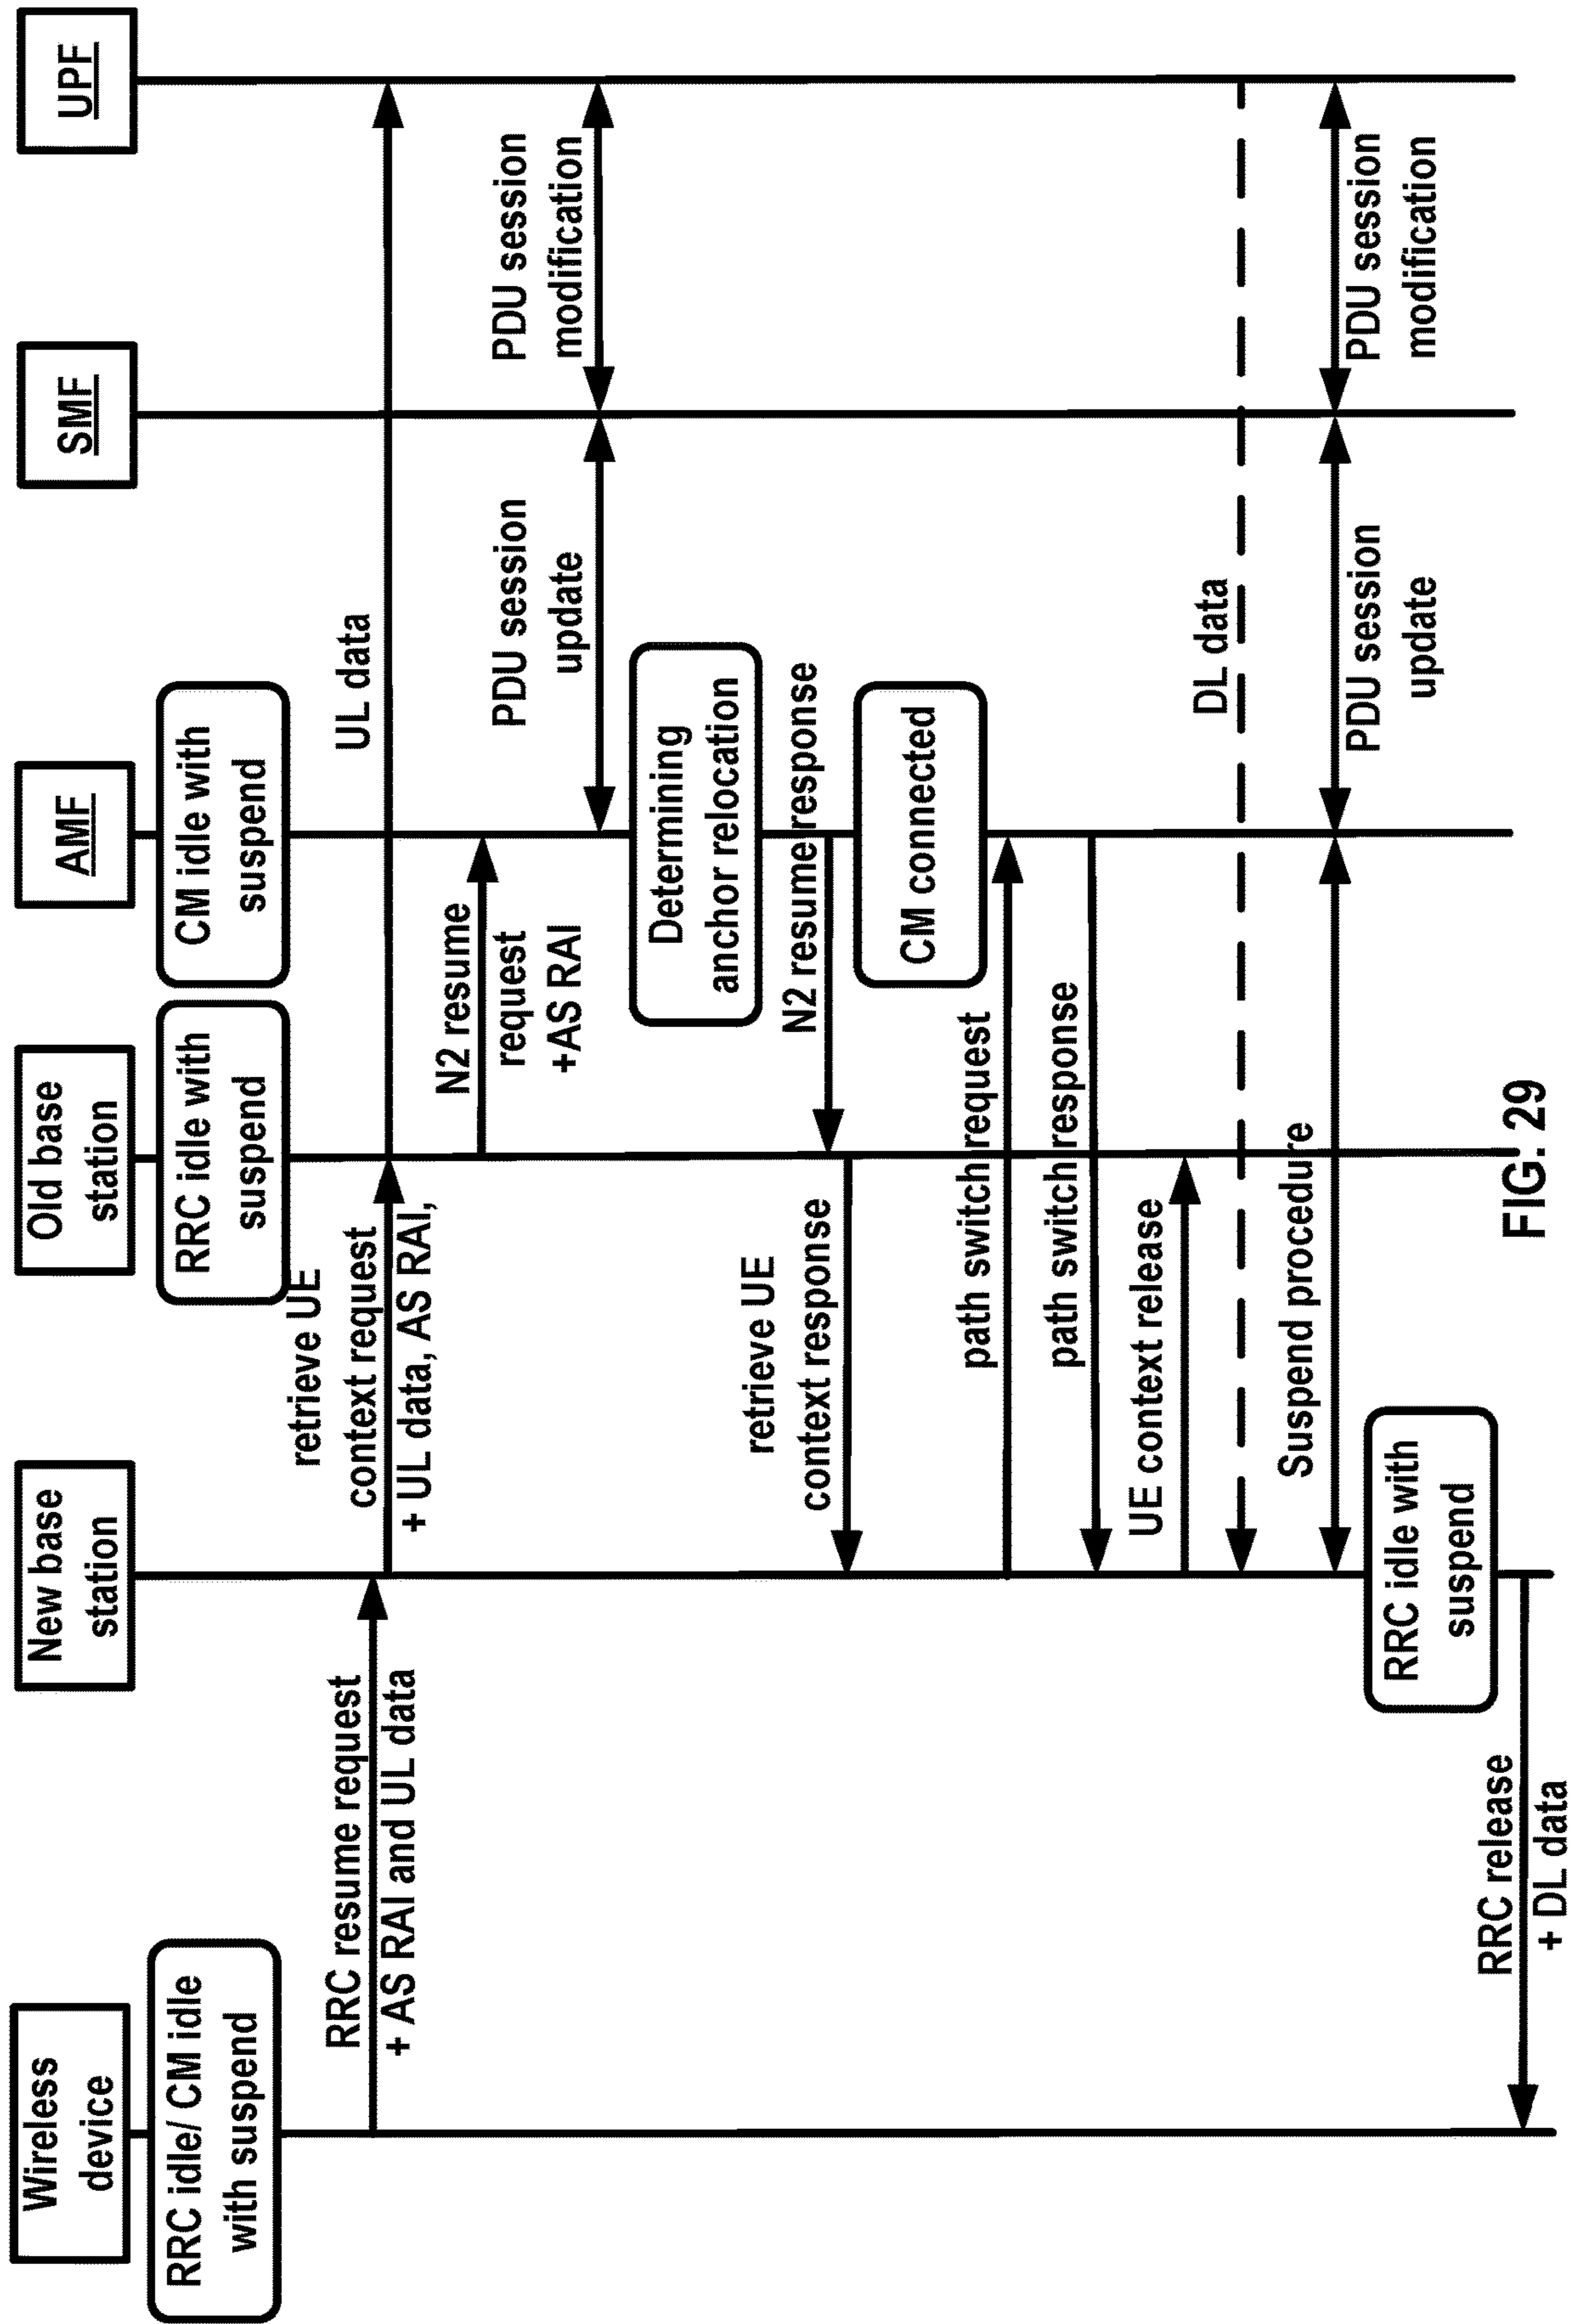 Wireless
device
New base
station
Old base
station
AMF
SMF
UPF
RRC idle/ CM idle
with suspend
RRC idle with
suspend
CM idle with
suspend
RRC resume request
+ AS RAI and UL data
retrieve UE
context request
+ UL data, AS RAI,
UL data
N2 resume
request
+AS RAI
PDU session
update
PDU session
modification
Determining
anchor relocation
N2 resume response
retrieve UE
context response
CM connected
path switch request
path switch response
UE context release
DL data
Suspend procedure
PDU session
update
PDU session
modification
RRC idle with
suspend
RRC release
+ DL data
FIG. 29